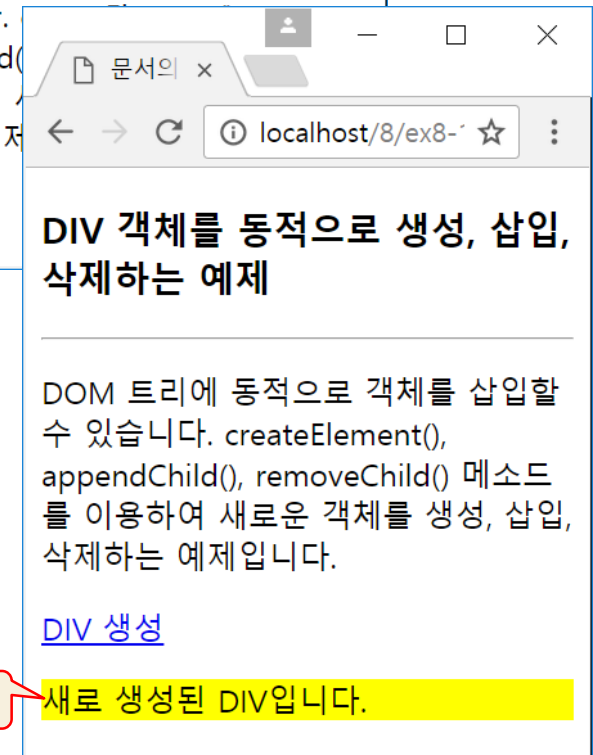 문서의
localhost/8/ex8-1
DIV 객체를 동적으로 생성, 삽입,
삭제하는 예제
DOM 트리에 동적으로 객체를 삽입할
수 있습니다. createElement(),
appendChild(), removeChild() 메소드
를 이용하여 새로운 객체를 생성, 삽입,
삭제하는 예제입니다.
DIV 생성
새로 생성된 DIV입니다.